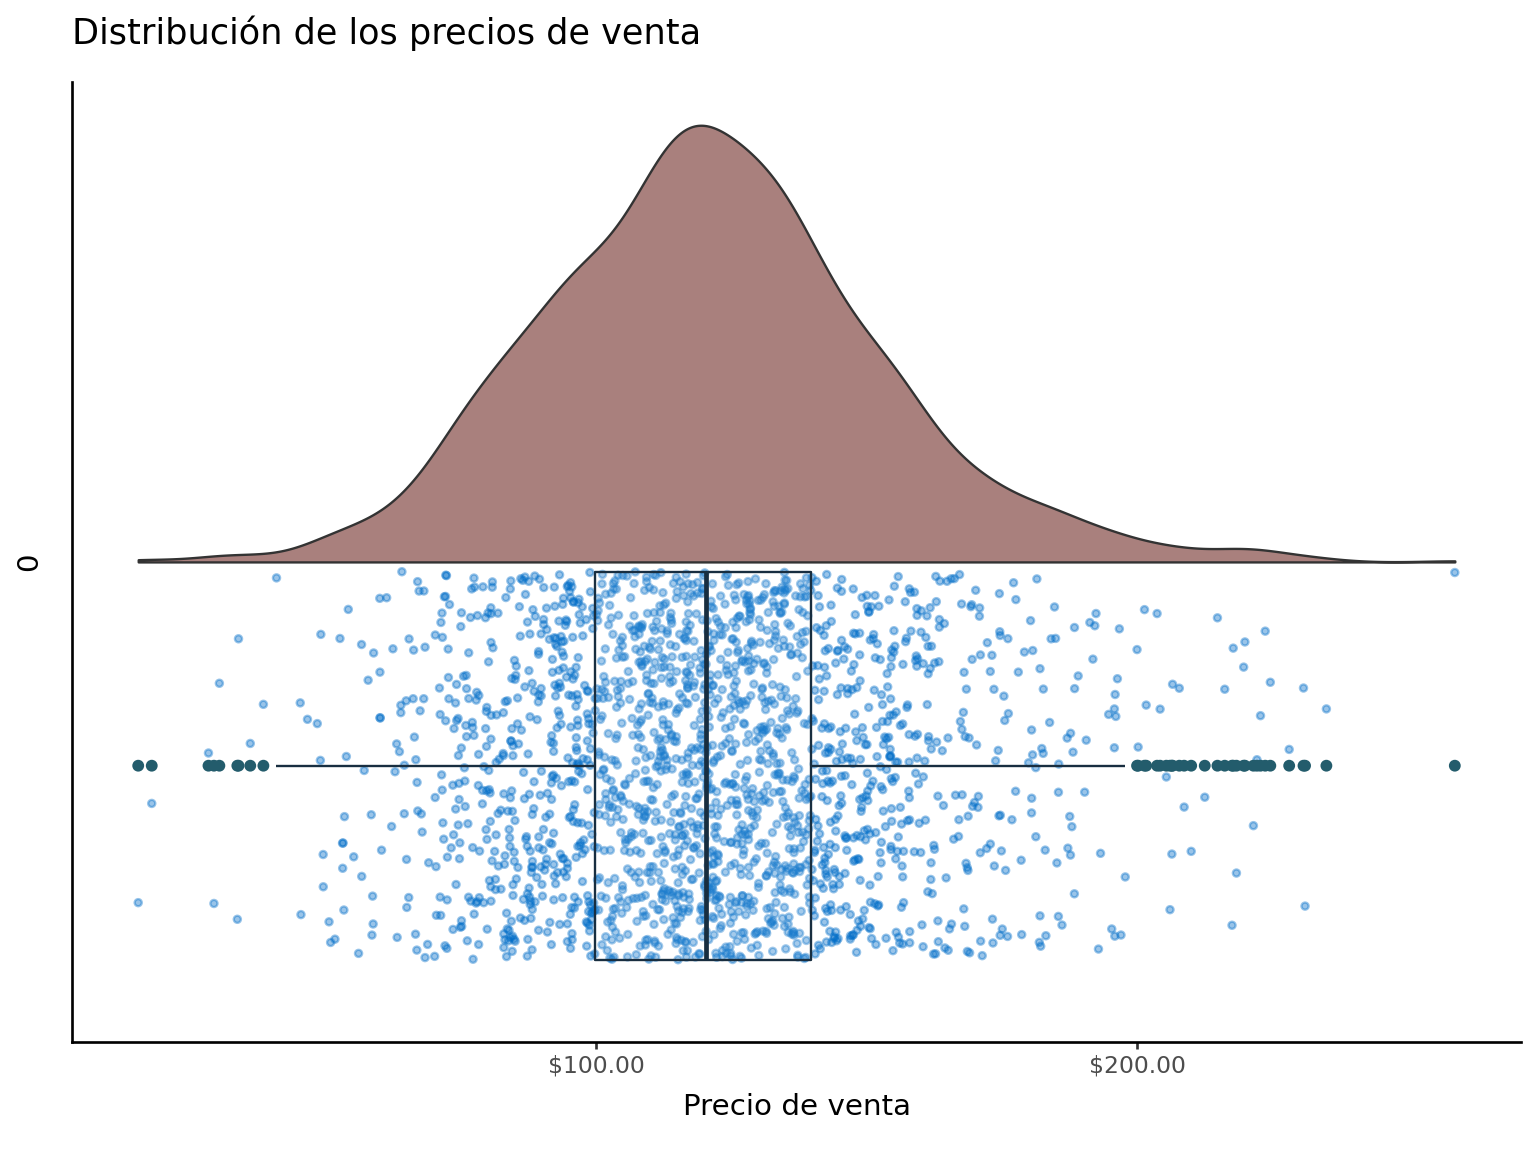 Distribución de los precios de venta
0
$100.00
$200.00
Precio de venta